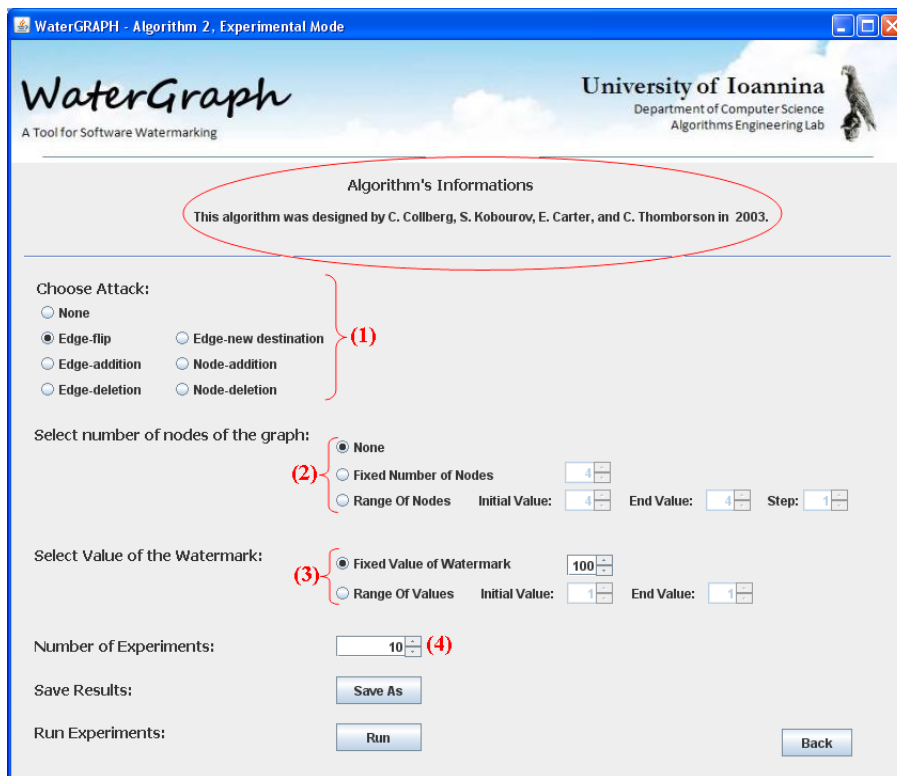 WaterGRAPH - Algorithm 2, Experimental Mode
WaterGraph
A Tool for Software Watermarking
University of Ioannina
Department of Computer Science
Algorithms Engineering Lab
Algorithm's Informations
This algorithm was designed by C. Collberg, S. Kobourov, E. Carter, and C. Thomborson in 2003.
Choose Attack:
None
Edge-flip Edge-new destination (1)
Edge-addition Node-addition
Edge-deletion Node-deletion
Select number of nodes of the graph:
None
(2) Fixed Number of Nodes 4
Range Of Nodes Initial Value: 4 End Value: 4 Step: 1
Select Value of the Watermark:
Fixed Value of Watermark 100
(3)
Range Of Values Initial Value: 1 End Value: 1
Number of Experiments: 10 (4)
Save Results: Save As
Run Experiments: Run
Back